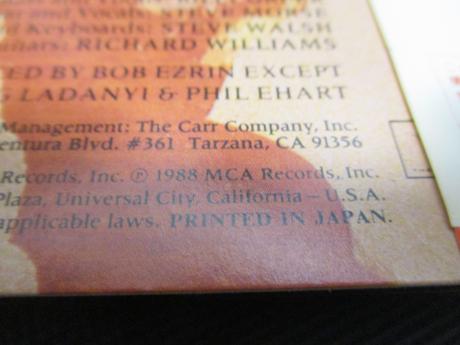 and Vocals: STEVE MORSE
Keyboards: STEVE WALSH
uitars: RICHARD WILLIAMS
ED BY BOB EZRIN EXCEPT
G LADANYI & PHIL EHART
Management: The Carr Company, Inc.
entura Blvd. #361 Tarzana, CA 91356
Records, Inc. ℗ 1988 MCA Records, Inc.
Plaza, Universal City, California – U.S.A.
applicable laws. PRINTED IN JAPAN.